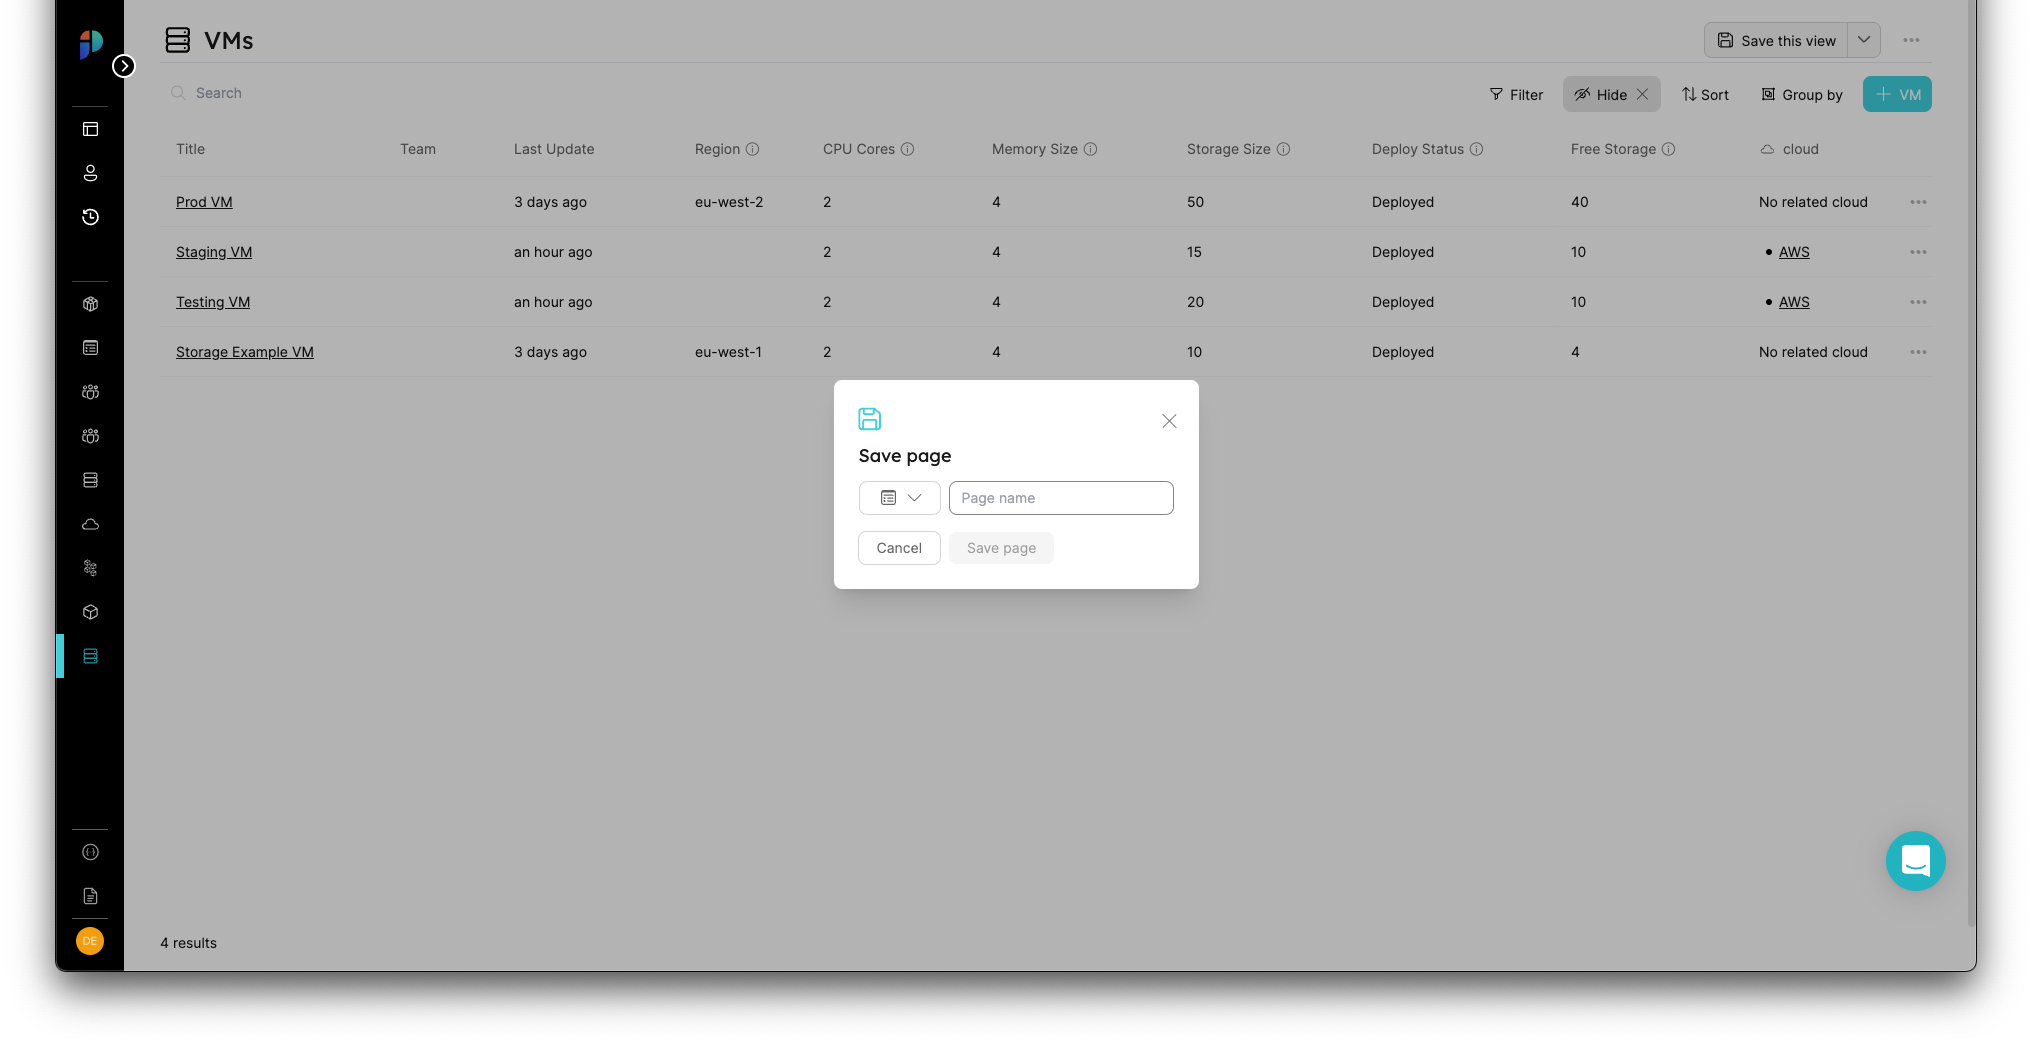 VMs
Save this view
Search
Filter Hide Sort Group by VM
Title Team Last Update Region CPU Cores Memory Size Storage Size Deploy Status Free Storage cloud
Prod VM 3 days ago eu-west-2 2 4 50 Deployed 40 No related cloud
Staging VM an hour ago 2 4 15 Deployed 10 AWS
Testing VM an hour ago 2 4 20 Deployed 10 AWS
Storage Example VM 3 days ago eu-west-1 2 4 10 Deployed 4 No related cloud
Save page
Page name
Cancel Save page
DE
4 results